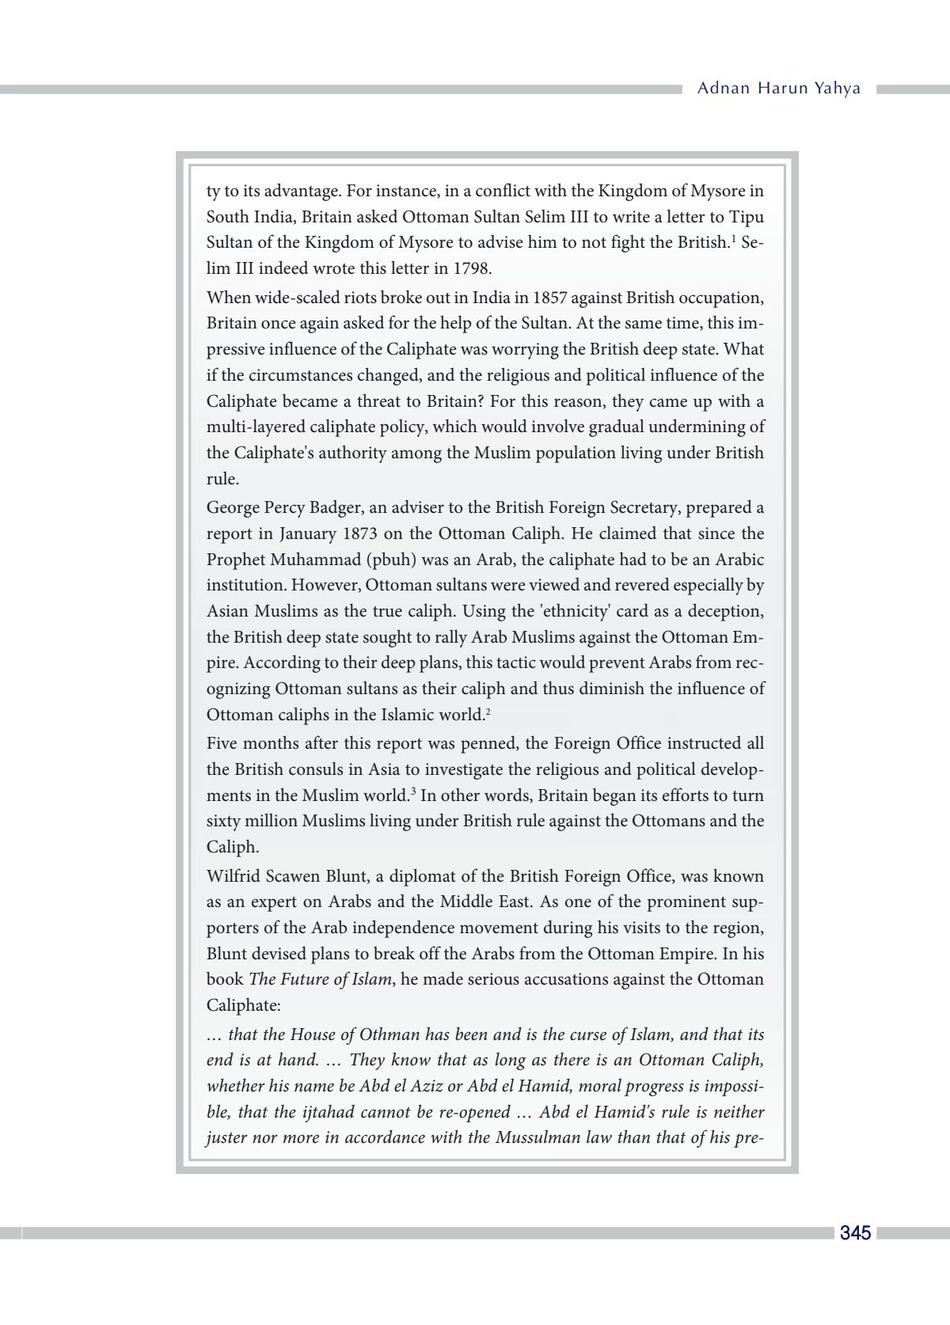 Adnan Harun Yahya
ty to its advantage. For instance, in a conflict with the Kingdom of Mysore in
South India, Britain asked Ottoman Sultan Selim III to write a letter to Tipu
Sultan of the Kingdom of Mysore to advise him to not fight the British.¹ Se-
lim III indeed wrote this letter in 1798.
When wide-scaled riots broke out in India in 1857 against British occupation,
Britain once again asked for the help of the Sultan. At the same time, this im-
pressive influence of the Caliphate was worrying the British deep state. What
if the circumstances changed, and the religious and political influence of the
Caliphate became a threat to Britain? For this reason, they came up with a
multi-layered caliphate policy, which would involve gradual undermining of
the Caliphate's authority among the Muslim population living under British
rule.
George Percy Badger, an adviser to the British Foreign Secretary, prepared a
report in January 1873 on the Ottoman Caliph. He claimed that since the
Prophet Muhammad (pbuh) was an Arab, the caliphate had to be an Arabic
institution. However, Ottoman sultans were viewed and revered especially by
Asian Muslims as the true caliph. Using the 'ethnicity' card as a deception,
the British deep state sought to rally Arab Muslims against the Ottoman Em-
pire. According to their deep plans, this tactic would prevent Arabs from rec-
ognizing Ottoman sultans as their caliph and thus diminish the influence of
Ottoman caliphs in the Islamic world.²
Five months after this report was penned, the Foreign Office instructed all
the British consuls in Asia to investigate the religious and political develop-
ments in the Muslim world.³ In other words, Britain began its efforts to turn
sixty million Muslims living under British rule against the Ottomans and the
Caliph.
Wilfrid Scawen Blunt, a diplomat of the British Foreign Office, was known
as an expert on Arabs and the Middle East. As one of the prominent sup-
porters of the Arab independence movement during his visits to the region,
Blunt devised plans to break off the Arabs from the Ottoman Empire. In his
book The Future of Islam, he made serious accusations against the Ottoman
Caliphate:
… that the House of Othman has been and is the curse of Islam, and that its
end is at hand. … They know that as long as there is an Ottoman Caliph,
whether his name be Abd el Aziz or Abd el Hamid, moral progress is impossi-
ble, that the ijtahad cannot be re-opened … Abd el Hamid's rule is neither
juster nor more in accordance with the Mussulman law than that of his pre-
345